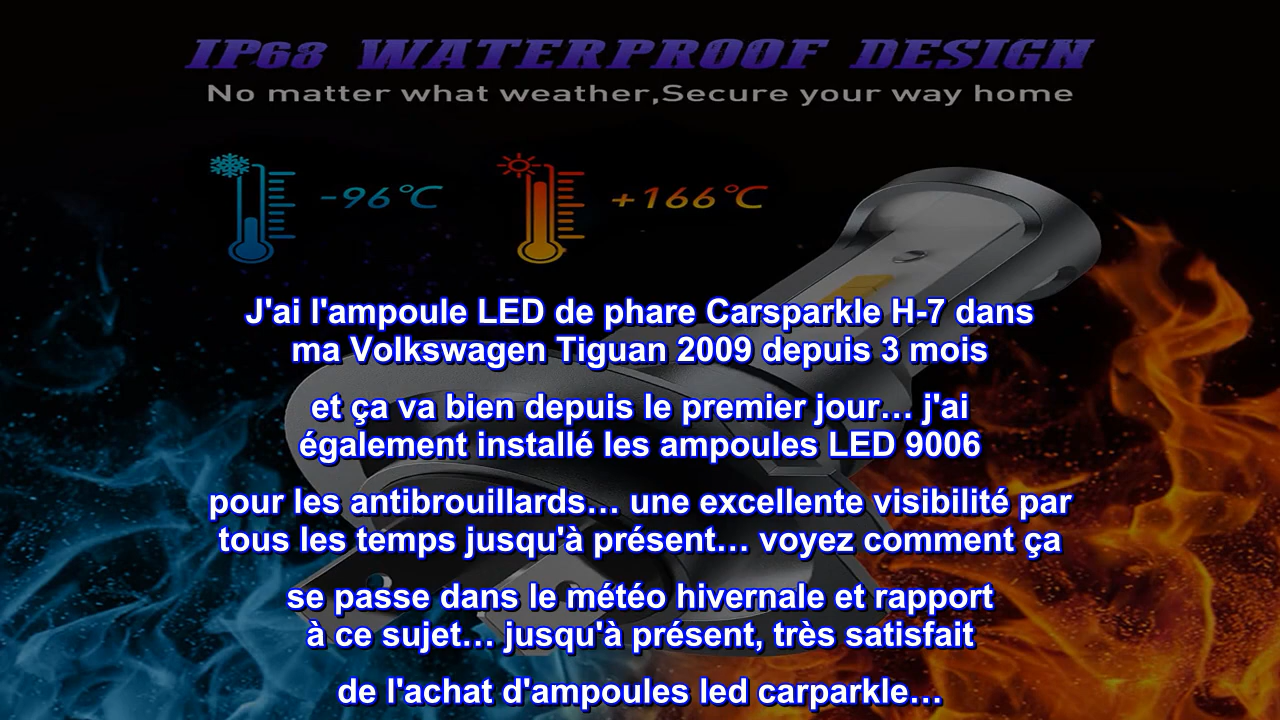 IP68 WATERPROOF DESIGN
No matter what weather,Secure your way home
-96°C
+166°C
J'ai l'ampoule LED de phare Carsparkle H-7 dans
ma Volkswagen Tiguan 2009 depuis 3 mois
et ça va bien depuis le premier jour… j'ai
également installé les ampoules LED 9006
pour les antibrouillards… une excellente visibilité par
tous les temps jusqu'à présent… voyez comment ça
se passe dans le météo hivernale et rapport
à ce sujet… jusqu'à présent, très satisfait
de l'achat d'ampoules led carparkle…